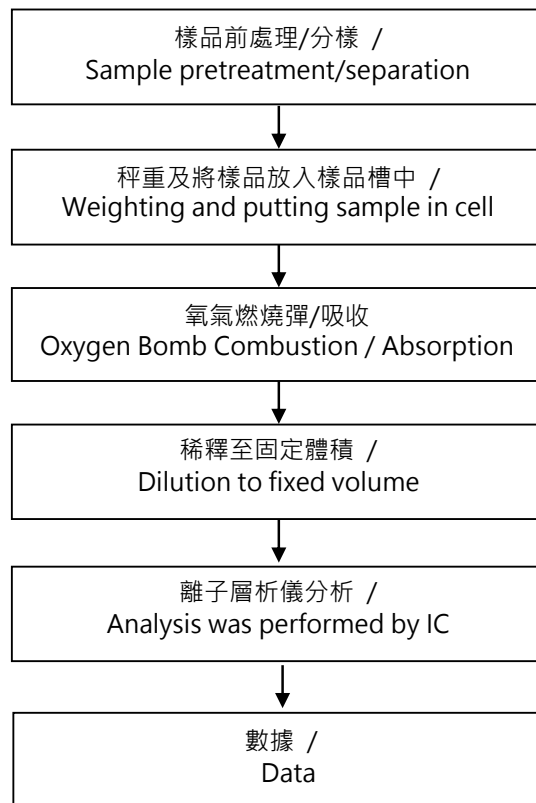 樣品前處理/分樣 /
Sample pretreatment/separation
秤重及將樣品放入樣品槽中 /
Weighting and putting sample in cell
氧氣燃燒彈/吸收
Oxygen Bomb Combustion / Absorption
稀釋至固定體積 /
Dilution to fixed volume
離子層析儀分析 /
Analysis was performed by IC
數據 /
Data